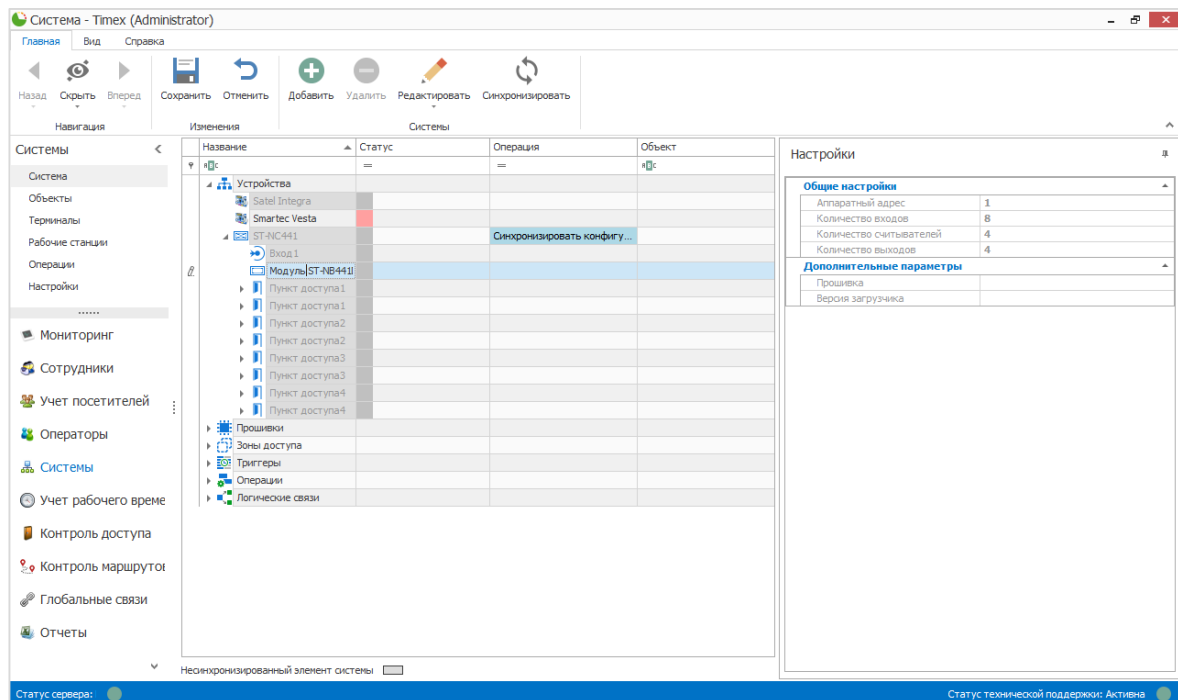 Система - Timex (Administrator)
Главная Вид Справка
Назад Скрыть Вперед Сохранить Отменить Добавить Удалить Редактировать Синхронизировать
Навигация Изменения Системы
Системы
Система
Объекты
Терминалы
Рабочие станции
Операции
Настройки
Мониторинг
Сотрудники
Учет посетителей
Операторы
Системы
Учет рабочего време
Контроль доступа
Контроль маршрутов
Глобальные связи
Отчеты
Название Статус Операция Объект
= =
Устройства
Satel Integra
Smartec Vesta
ST-NC441 Синхронизировать конфигу...
Вход1
Модуль ST-NB441
Пункт доступа1
Пункт доступа1
Пункт доступа2
Пункт доступа2
Пункт доступа3
Пункт доступа3
Пункт доступа4
Пункт доступа4
Прошивки
Зоны доступа
Триггеры
Операции
Логические связи
Несинхронизированный элемент системы
Настройки
Общие настройки
Аппаратный адрес 1
Количество входов 8
Количество считывателей 4
Количество выходов 4
Дополнительные параметры
Прошивка
Версия загрузчика
Статус сервера: Статус технической поддержки: Активна